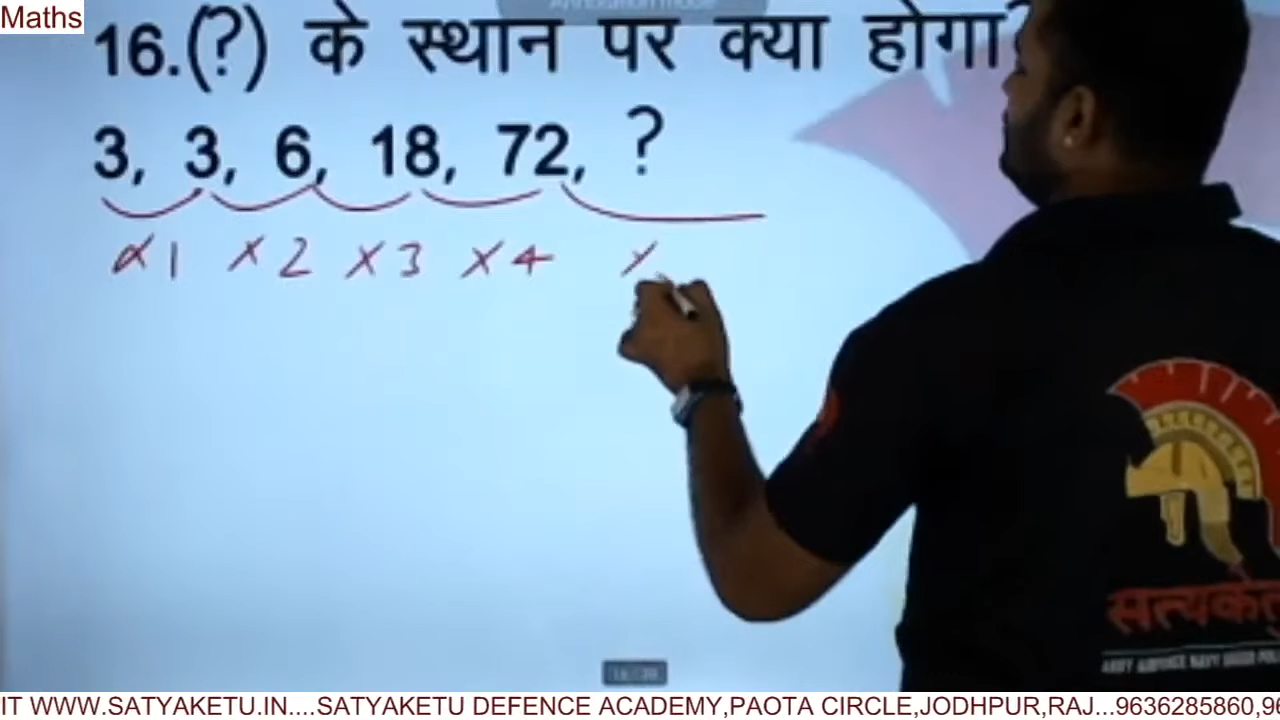 Maths
16.(?) के स्थान पर क्या होगा?
3, 3, 6, 18, 72, ?
×1 ×2 ×3 ×4 ×
सत्यकेतु
IT WWW.SATYAKETU.IN....SATYAKETU DEFENCE ACADEMY,PAOTA CIRCLE,JODHPUR,RAJ...9636285860,96